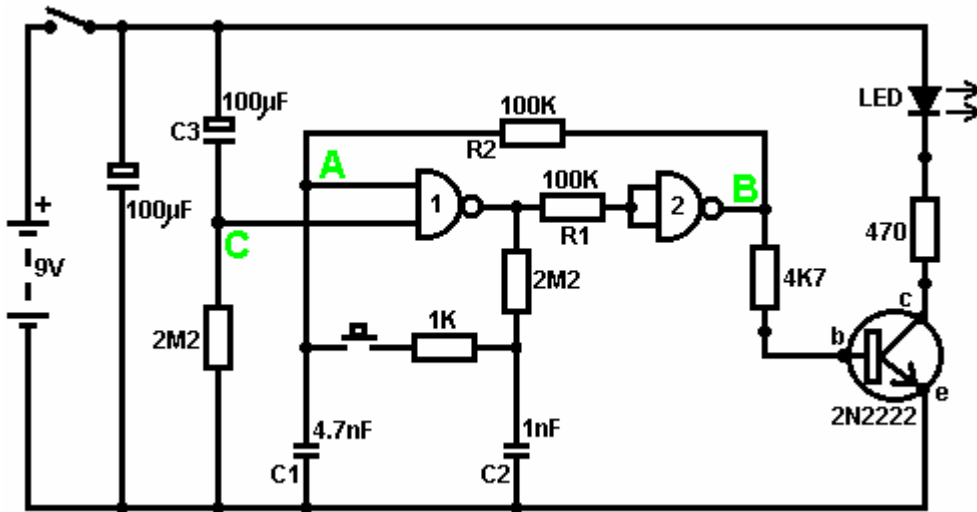 100µF
C3
100µF
+
9V
2M2
A
C
100K
R2
1
100K
R1
2
B
2M2
1K
4.7nF
C1
1nF
C2
4K7
LED
470
c
b
e
2N2222